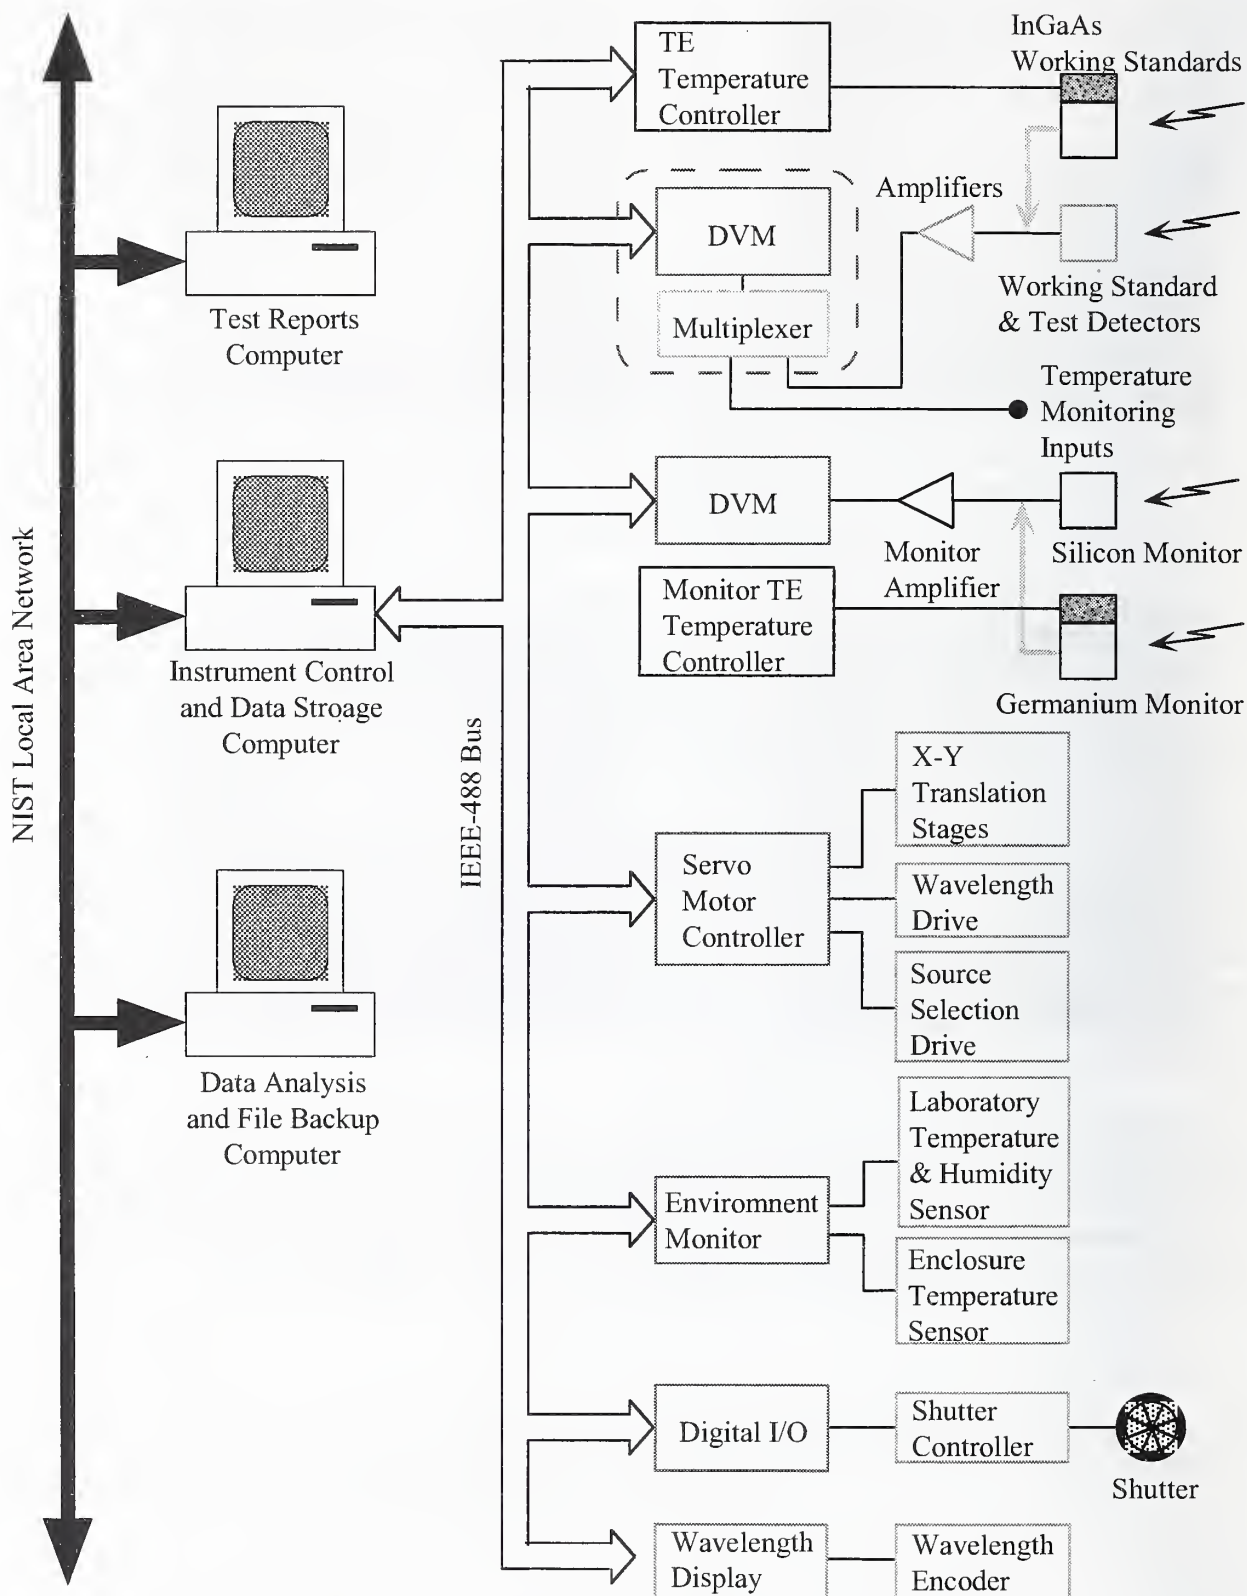 NIST Local Area Network
Test Reports
Computer
Instrument Control
and Data Stroage
Computer
Data Analysis
and File Backup
Computer
IEEE-488 Bus
TE
Temperature
Controller
InGaAs
Working Standards
Amplifiers
DVM
Multiplexer
Working Standard
& Test Detectors
Temperature
Monitoring
Inputs
DVM
Monitor
Amplifier
Silicon Monitor
Monitor TE
Temperature
Controller
Germanium Monitor
Servo
Motor
Controller
X-Y
Translation
Stages
Wavelength
Drive
Source
Selection
Drive
Enviromnent
Monitor
Laboratory
Temperature
& Humidity
Sensor
Enclosure
Temperature
Sensor
Digital I/O
Shutter
Controller
Shutter
Wavelength
Display
Wavelength
Encoder